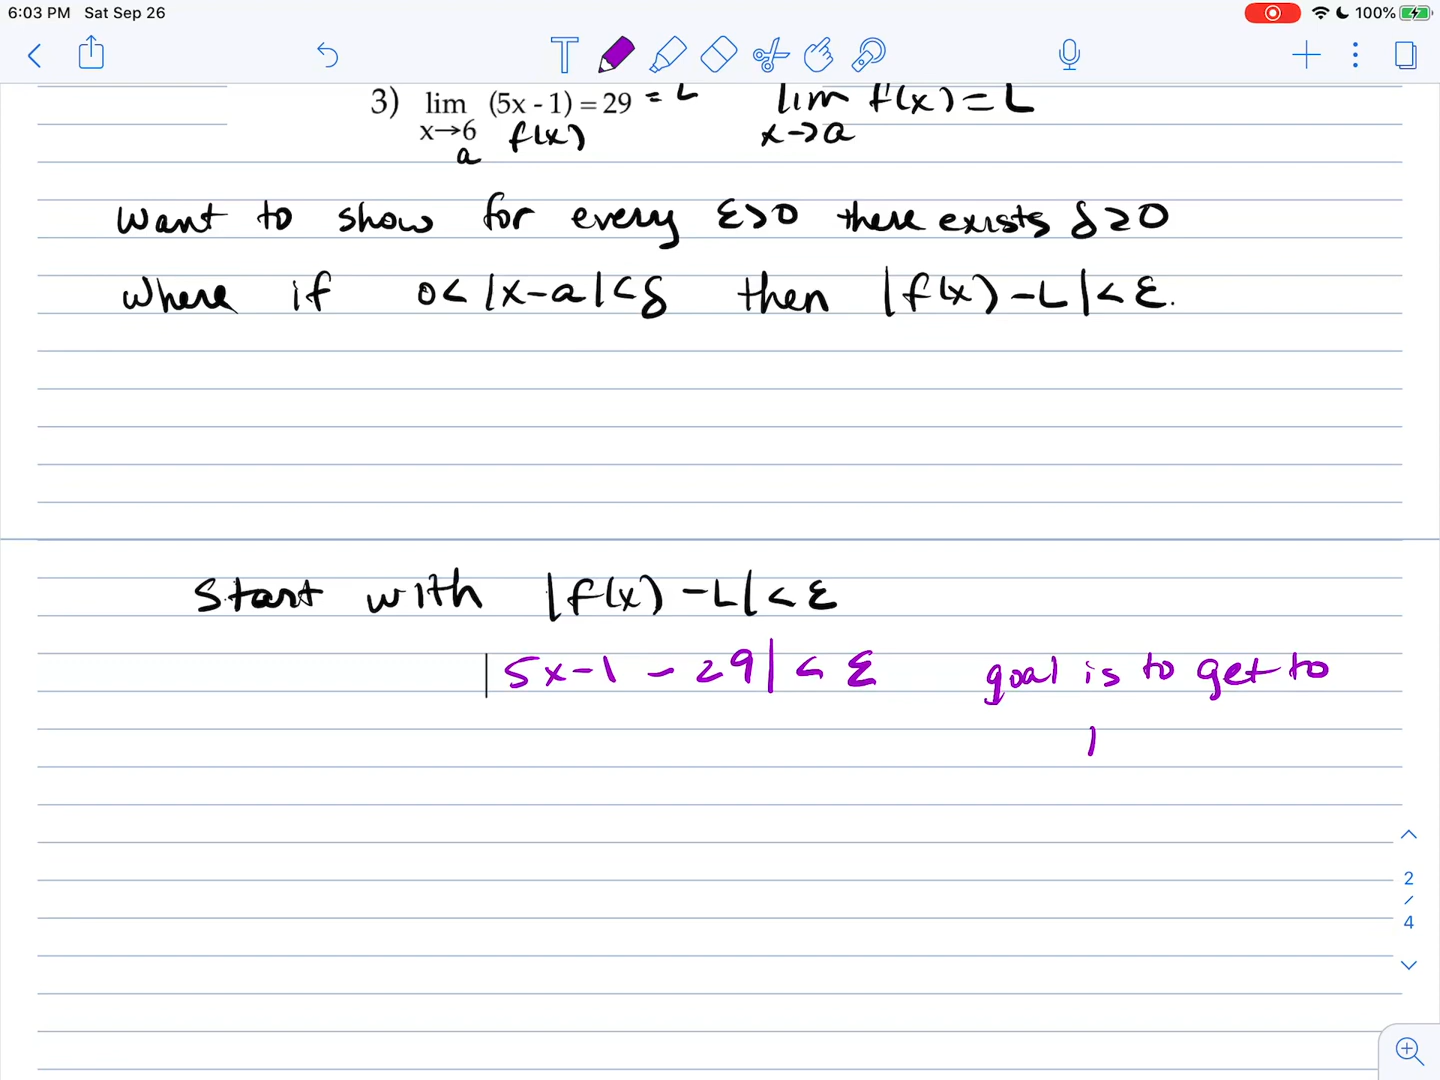 6:03 PM Sat Sep 26
100%
3) lim (5x - 1) = 29 = L lim f(x) = L
x→6 f(x) x→a
a
Want to show for every ε>0 there exists δ≥0
where if 0<|x-a|<δ then |f(x)-L|<ε.
Start with |f(x)-L|<ε
|5x-1-29|<ε goal is to get to
|
2
/
4